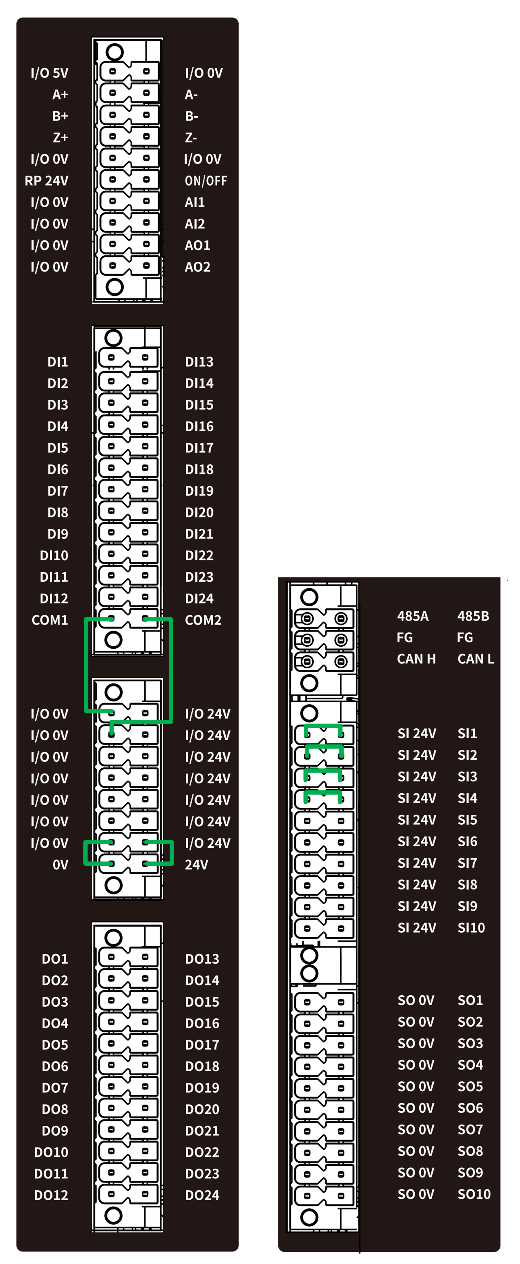 I/O 5V I/O 0V
A+ A-
B+ B-
Z+ Z-
I/O 0V I/O 0V
RP 24V ON/OFF
I/O 0V AI1
I/O 0V AI2
I/O 0V AO1
I/O 0V AO2
DI1 DI13
DI2 DI14
DI3 DI15
DI4 DI16
DI5 DI17
DI6 DI18
DI7 DI19
DI8 DI20
DI9 DI21
DI10 DI22
DI11 DI23
DI12 DI24
COM1 COM2
I/O 0V I/O 24V
I/O 0V I/O 24V
I/O 0V I/O 24V
I/O 0V I/O 24V
I/O 0V I/O 24V
I/O 0V I/O 24V
I/O 0V I/O 24V
0V 24V
DO1 DO13
DO2 DO14
DO3 DO15
DO4 DO16
DO5 DO17
DO6 DO18
DO7 DO19
DO8 DO20
DO9 DO21
DO10 DO22
DO11 DO23
DO12 DO24
485A 485B
FG FG
CAN H CAN L
SI 24V SI1
SI 24V SI2
SI 24V SI3
SI 24V SI4
SI 24V SI5
SI 24V SI6
SI 24V SI7
SI 24V SI8
SI 24V SI9
SI 24V SI10
SO 0V SO1
SO 0V SO2
SO 0V SO3
SO 0V SO4
SO 0V SO5
SO 0V SO6
SO 0V SO7
SO 0V SO8
SO 0V SO9
SO 0V SO10